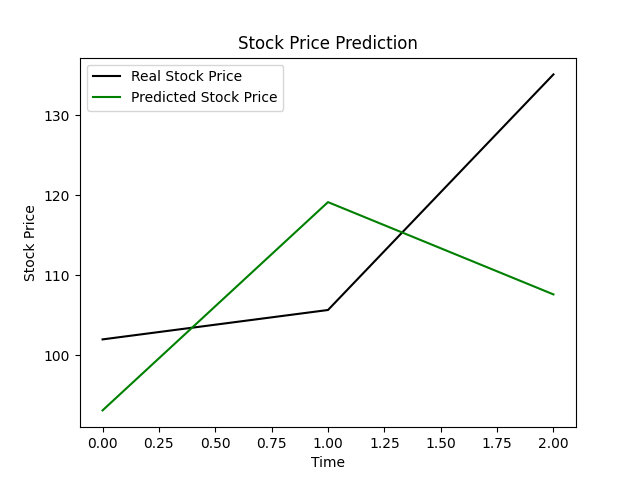 Stock Price Prediction
Real Stock Price
Predicted Stock Price
Stock Price
130
120
110
100
0.00 0.25 0.50 0.75 1.00 1.25 1.50 1.75 2.00
Time